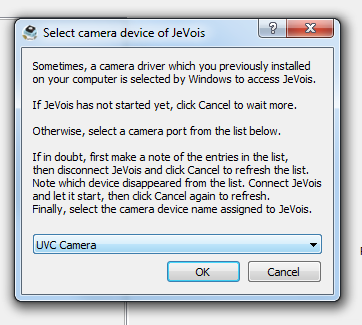 Select camera device of JeVois
Sometimes, a camera driver which you previously installed
on your computer is selected by Windows to access JeVois.
If JeVois has not started yet, click Cancel to wait more.
Otherwise, select a camera port from the list below.
If in doubt, first make a note of the entries in the list,
then disconnect JeVois and click Cancel to refresh the list.
Note which device disappeared from the list. Connect JeVois
and let it start, then click Cancel again to refresh.
Finally, select the camera device name assigned to JeVois.
UVC Camera
OK Cancel